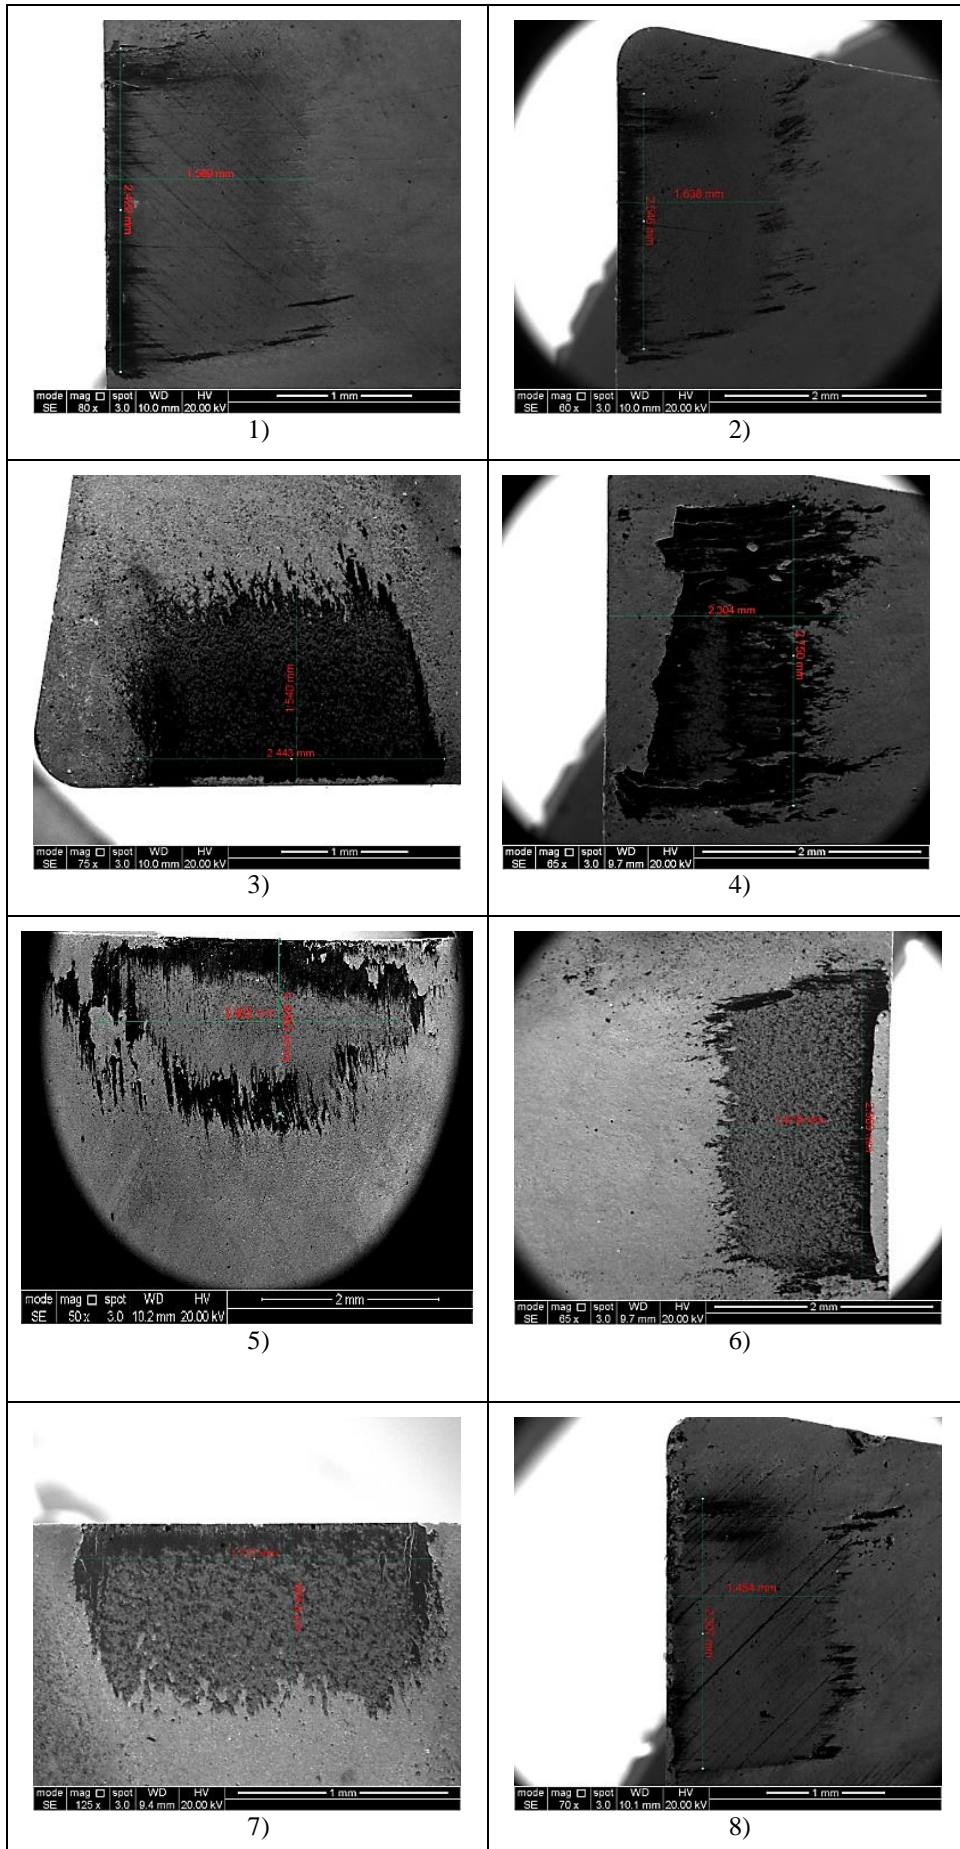 1.589 mm
mode mag □ spot WD HV
SE 80 x 3.0 10.0 mm 20.00 kV
1 mm
1)
1.638 mm
mode mag □ spot WD HV
SE 60 x 3.0 10.0 mm 20.00 kV
2 mm
2)
1.540 mm
2.443 mm
mode mag □ spot WD HV
SE 75 x 3.0 10.0 mm 20.00 kV
1 mm
3)
2.304 mm
2.750 mm
mode mag □ spot WD HV
SE 65 x 3.0 9.7 mm 20.00 kV
2 mm
4)
mode mag □ spot WD HV
SE 50 x 3.0 10.2 mm 20.00 kV
2 mm
5)
mode mag □ spot WD HV
SE 65 x 3.0 9.7 mm 20.00 kV
2 mm
6)
mode mag □ spot WD HV
SE 125 x 3.0 9.4 mm 20.00 kV
1 mm
7)
1.454 mm
2.307 mm
mode mag □ spot WD HV
SE 70 x 3.0 10.1 mm 20.00 kV
1 mm
8)